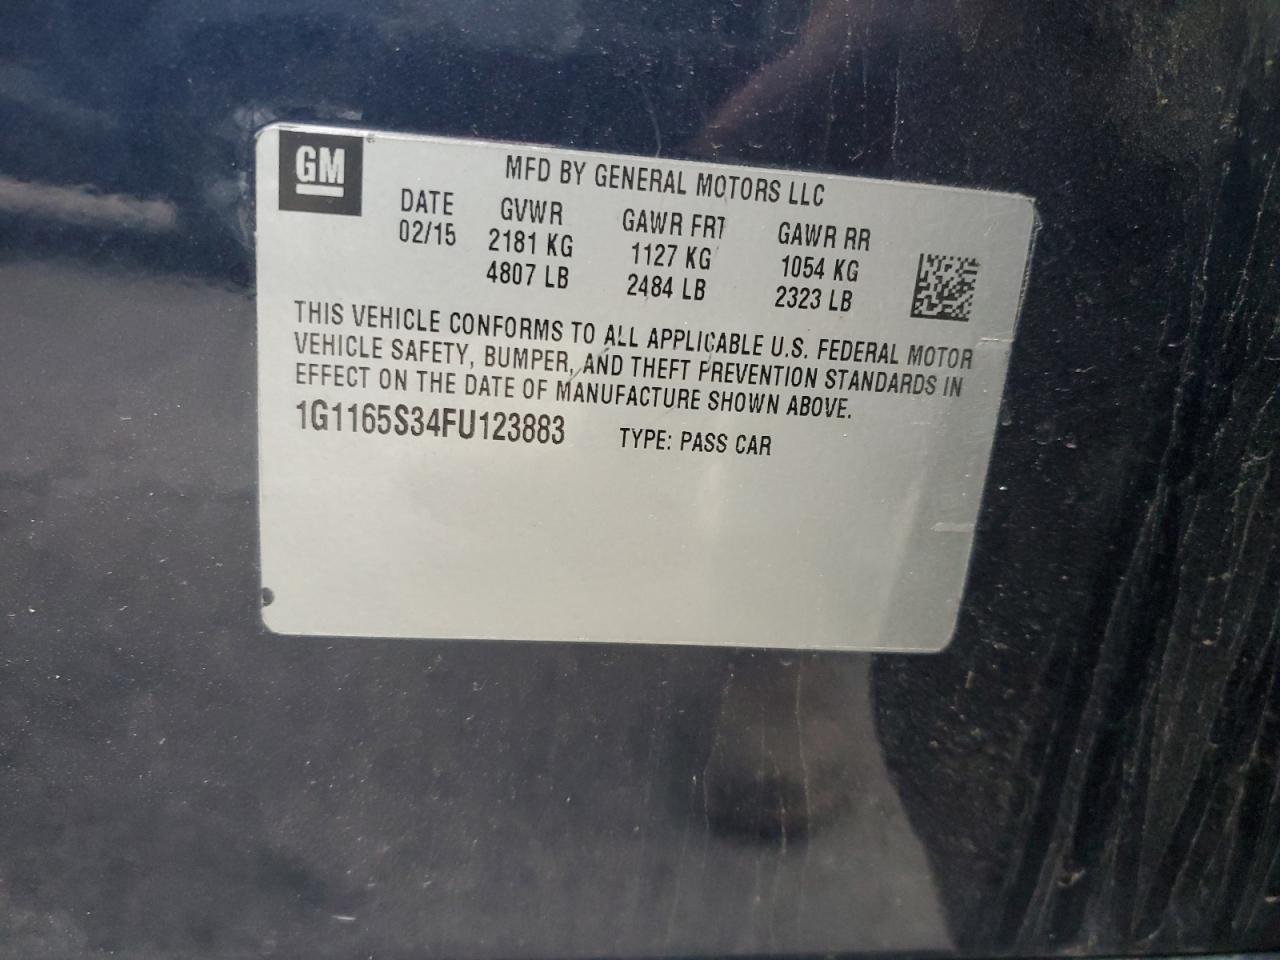 GM
MFD BY GENERAL MOTORS LLC
DATE GVWR GAWR FRT GAWR RR
02/15 2181 KG 1127 KG 1054 KG
4807 LB 2484 LB 2323 LB
THIS VEHICLE CONFORMS TO ALL APPLICABLE U.S. FEDERAL MOTOR
VEHICLE SAFETY, BUMPER, AND THEFT PREVENTION STANDARDS IN
EFFECT ON THE DATE OF MANUFACTURE SHOWN ABOVE.
1G1165S34FU123883 TYPE: PASS CAR